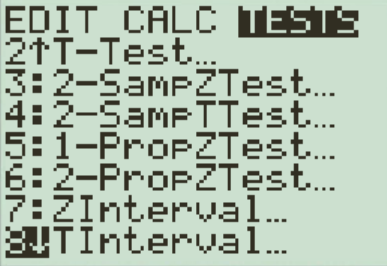 EDIT CALC TESTS
2↑T-Test…
3:2-SampZTest…
4:2-SampTTest…
5:1-PropZTest…
6:2-PropZTest…
7:ZInterval…
8↓TInterval…